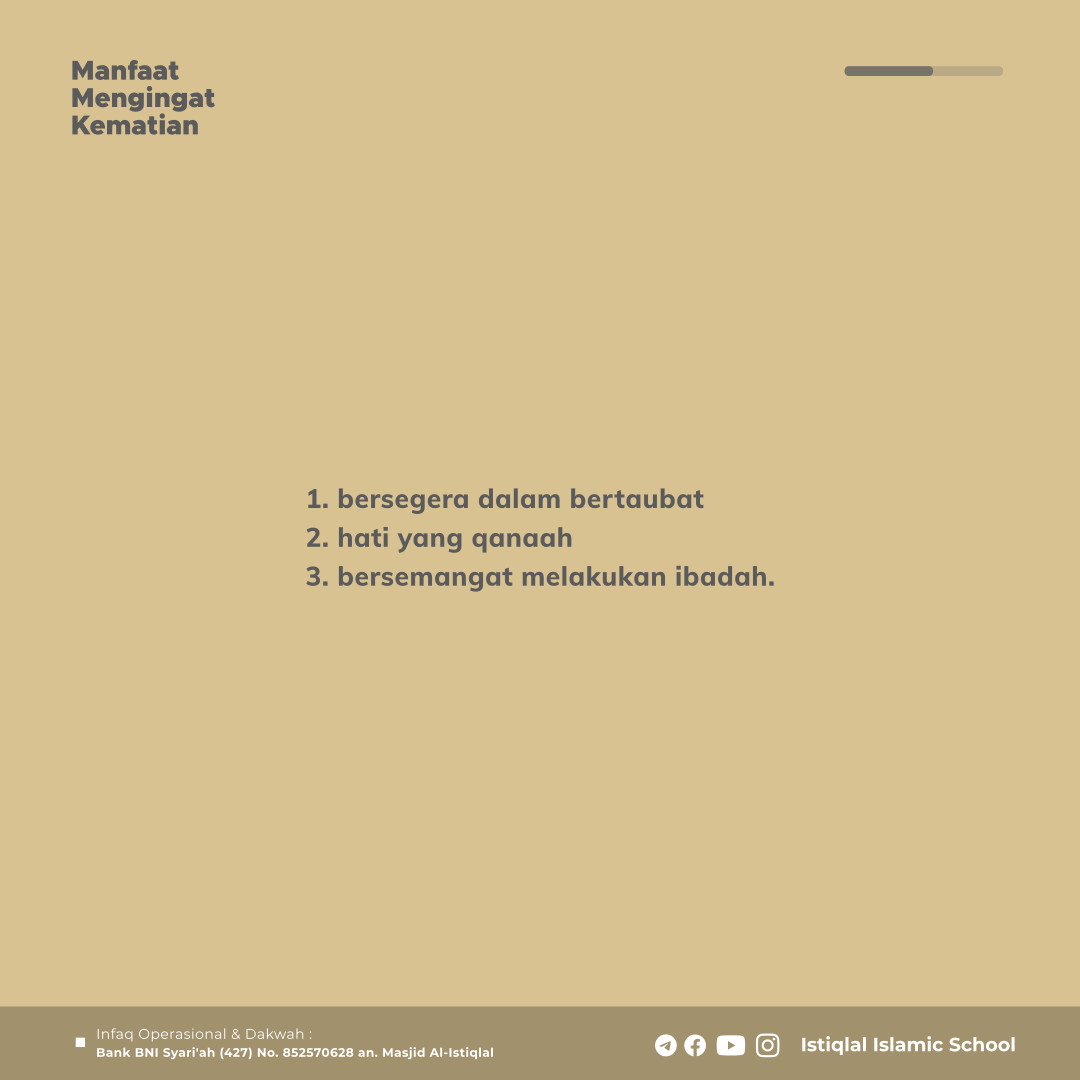 Manfaat
Mengingat
Kematian
1. bersegera dalam bertaubat
2. hati yang qanaah
3. bersemangat melakukan ibadah.
Infaq Operasional & Dakwah :
Bank BNI Syari'ah (427) No. 852570628 an. Masjid Al-Istiqlal
Istiqlal Islamic School